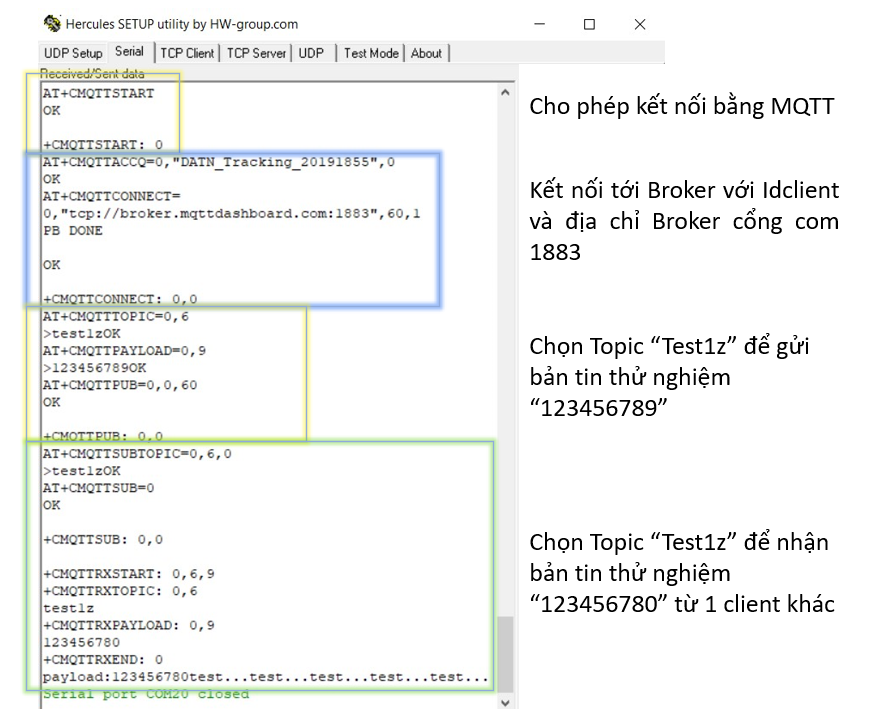 Hercules SETUP utility by HW-group.com
UDP Setup Serial TCP Client TCP Server UDP Test Mode About
Received/Sent data
AT+CMQTTSTART
OK
+CMQTTSTART: 0
Cho phép kết nối bằng MQTT
AT+CMQTTACCQ=0,"DATN_Tracking_20191855",0
OK
AT+CMQTTCONNECT=
0,"tcp://broker.mqttdashboard.com:1883",60,1
PB DONE
OK
+CMQTTCONNECT: 0,0
Kết nối tới Broker với Idclient
và địa chỉ Broker cổng com
1883
AT+CMQTTTOPIC=0,6
>test1zOK
AT+CMQTTPAYLOAD=0,9
>123456789OK
AT+CMQTTPUB=0,0,60
OK
+CMQTTPUB: 0,0
Chọn Topic “Test1z” để gửi
bản tin thử nghiệm
“123456789”
AT+CMQTTSUBTOPIC=0,6,0
>test1zOK
AT+CMQTTSUB=0
OK
+CMQTTSUB: 0,0
+CMQTTRXSTART: 0,6,9
+CMQTTRXTOPIC: 0,6
test1z
+CMQTTRXPAYLOAD: 0,9
123456780
+CMQTTRXEND: 0
payload:123456780test...test...test...test...test...
Serial port COM20 closed
Chọn Topic “Test1z” để nhận
bản tin thử nghiệm
“123456780” từ 1 client khác